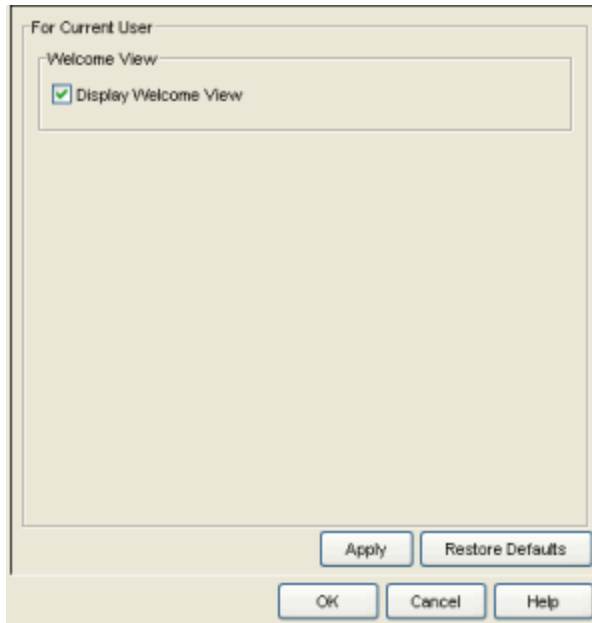 For Current User
Welcome View
Display Welcome View
Apply
Restore Defaults
OK
Cancel
Help